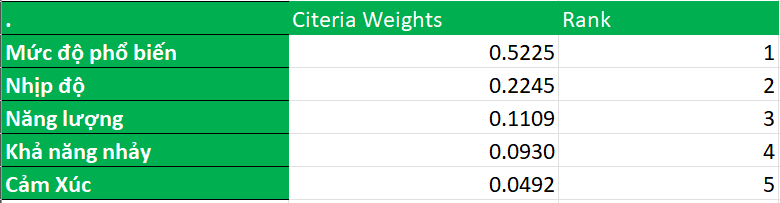 . Citeria Weights Rank
Mức độ phổ biến 0.5225 1
Nhịp độ 0.2245 2
Năng lượng 0.1109 3
Khả năng nhảy 0.0930 4
Cảm Xúc 0.0492 5